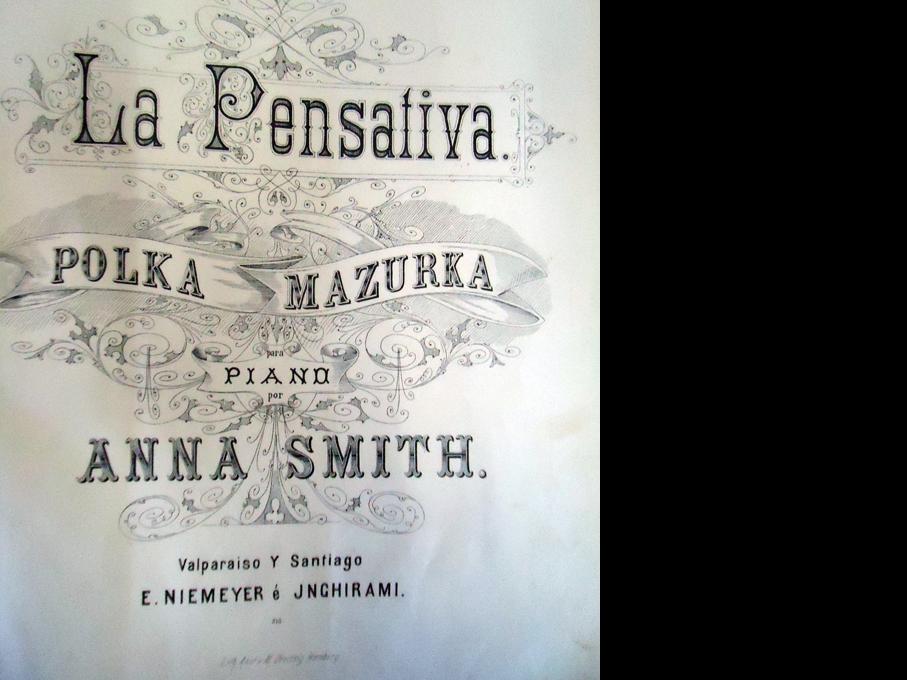 La Pensativa.
POLKA MAZURKA
para
PIANO
por
ANNA SMITH.
Valparaiso Y Santiago
E. NIEMEYER é JNGHIRAMI.